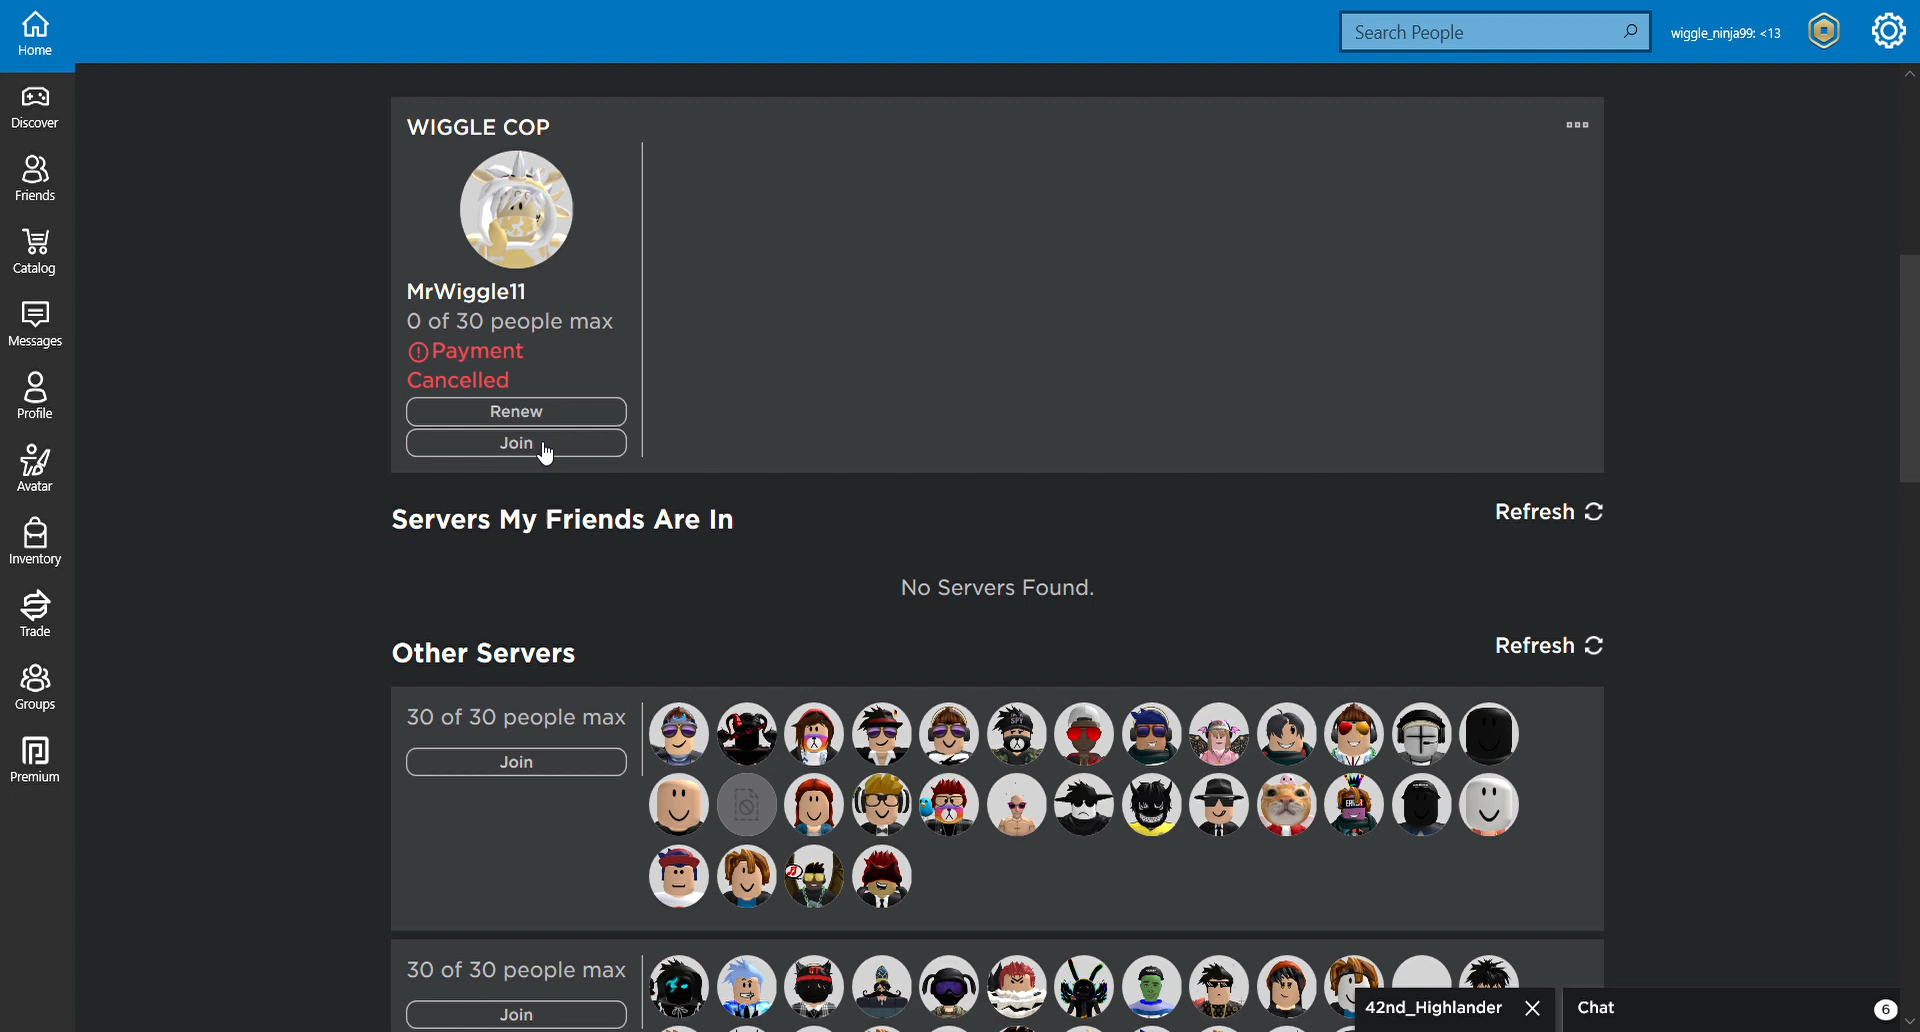 Home
Search People
wiggle_ninja99: <13
Discover
Friends
Catalog
Messages
Profile
Avatar
Inventory
Trade
Groups
Premium
WIGGLE COP
MrWiggle11
0 of 30 people max
Payment
Cancelled
Renew
Join
Servers My Friends Are In
Refresh
No Servers Found.
Other Servers
Refresh
30 of 30 people max
Join
30 of 30 people max
Join
42nd_Highlander
Chat
6